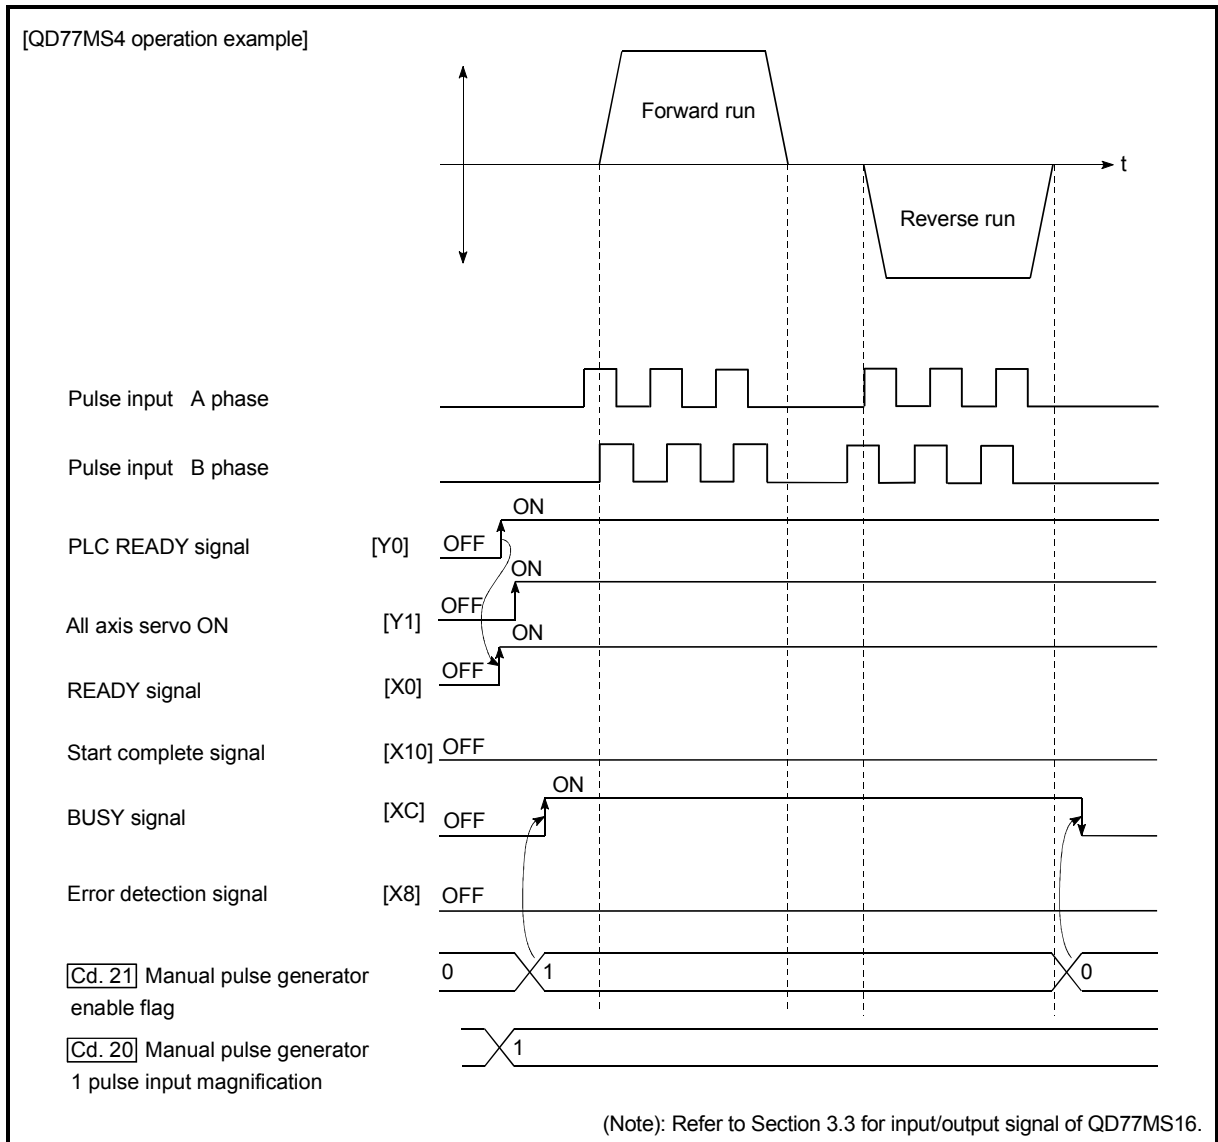 [QD77MS4 operation example]
Forward run
t
Reverse run
Pulse input A phase
Pulse input B phase
ON
PLC READY signal [Y0] OFF
ON
All axis servo ON [Y1] OFF
ON
READY signal [X0] OFF
Start complete signal [X10] OFF
ON
BUSY signal [XC] OFF
Error detection signal [X8] OFF
Cd. 21 Manual pulse generator 0 1 0
enable flag
Cd. 20 Manual pulse generator 1
1 pulse input magnification
(Note): Refer to Section 3.3 for input/output signal of QD77MS16.